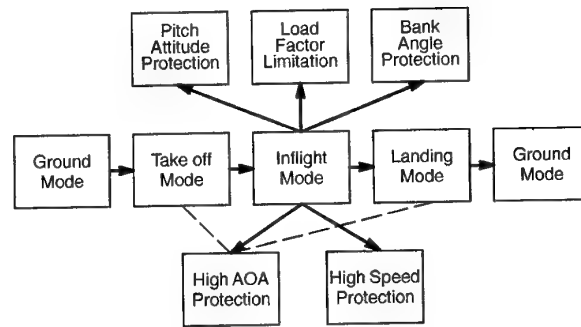 Pitch
Attitude
Protection
Load
Factor
Limitation
Bank
Angle
Protection
Ground
Mode
Take off
Mode
Inflight
Mode
Landing
Mode
Ground
Mode
High AOA
Protection
High Speed
Protection